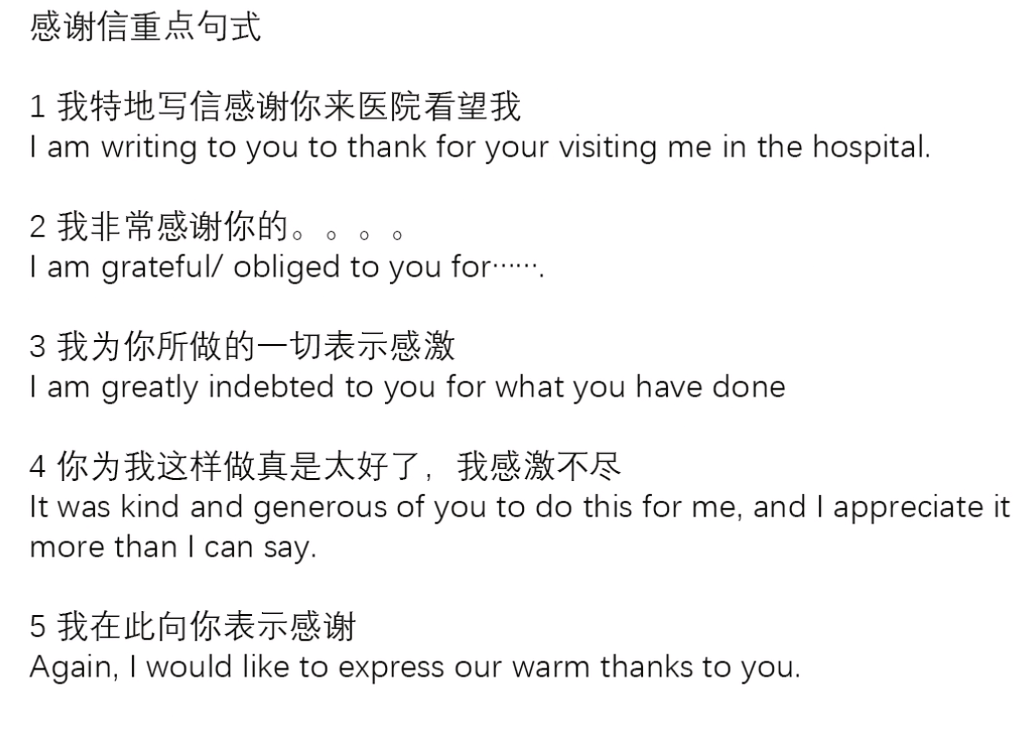 感谢信重点句式
1 我特地写信感谢你来医院看望我
I am writing to you to thank for your visiting me in the hospital.
2 我非常感谢你的。。。。
I am grateful/ obliged to you for······.
3 我为你所做的一切表示感激
I am greatly indebted to you for what you have done
4 你为我这样做真是太好了，我感激不尽
It was kind and generous of you to do this for me, and I appreciate it
more than I can say.
5 我在此向你表示感谢
Again, I would like to express our warm thanks to you.